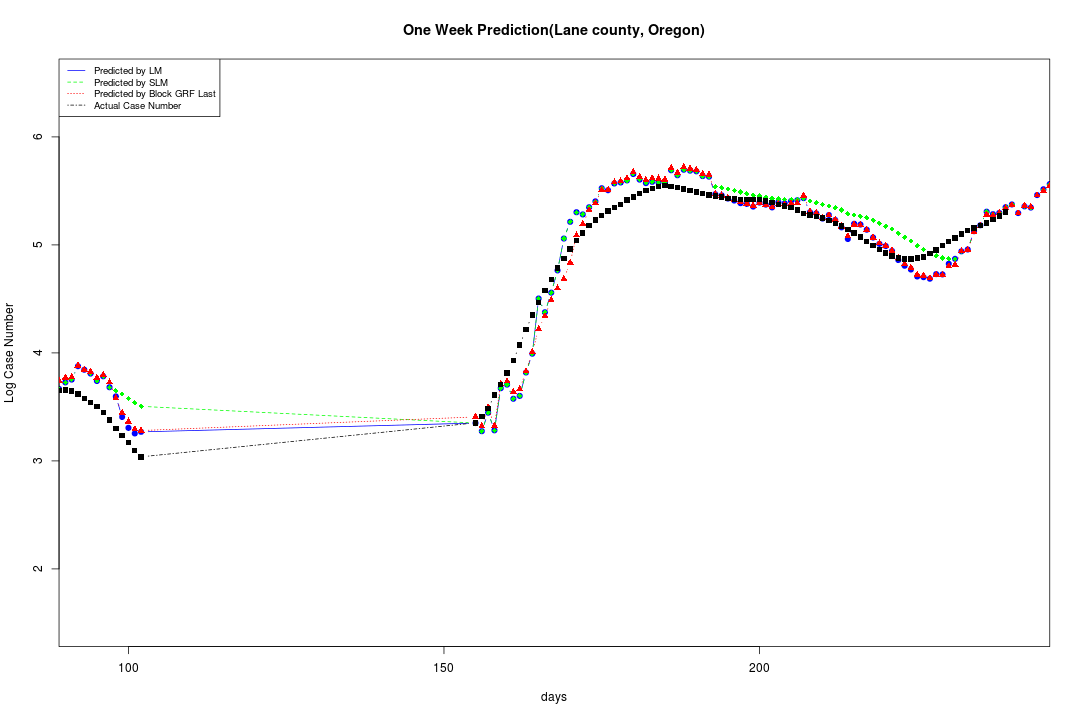 One Week Prediction(Lane county, Oregon)
Predicted by LM
Predicted by SLM
Predicted by Block GRF Last
Actual Case Number
6
5
4
3
2
Log Case Number
100
150
200
days